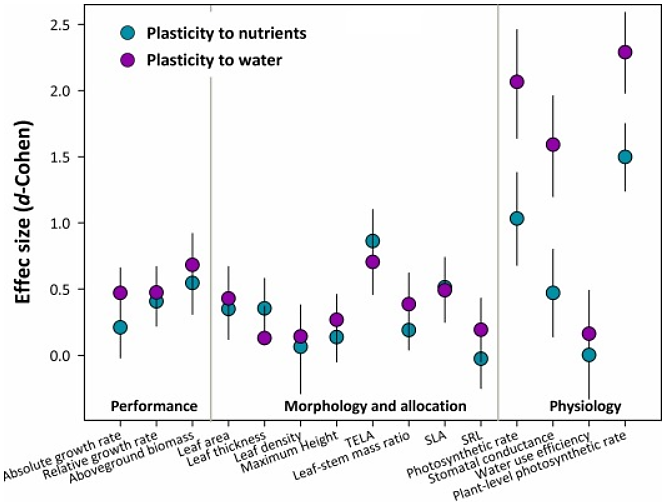 Plasticity to nutrients
Plasticity to water
Effec size (d-Cohen)
2.5
2.0
1.5
1.0
0.5
0.0
Performance
Morphology and allocation
Physiology
Absolute growth rate
Relative growth rate
Aboveground biomass
Leaf area
Leaf thickness
Leaf density
Maximum Height
TELA
Leaf-stem mass ratio
SLA
SRL
Photosynthetic rate
Stomatal conductance
Water use efficiency
Plant-level photosynthetic rate